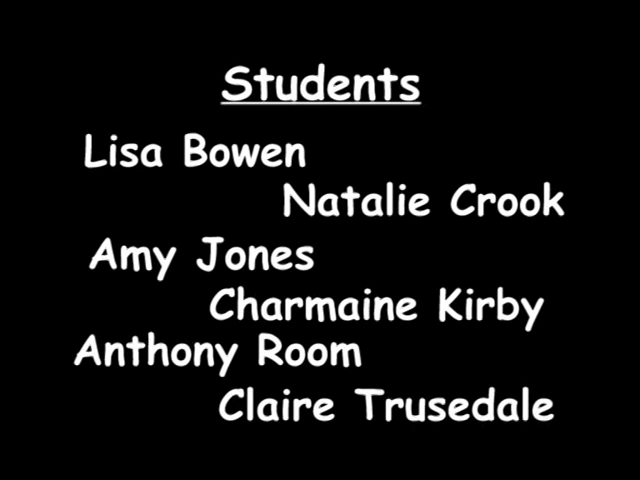 Students
Lisa Bowen
Natalie Crook
Amy Jones
Charmaine Kirby
Anthony Room
Claire Trusedale